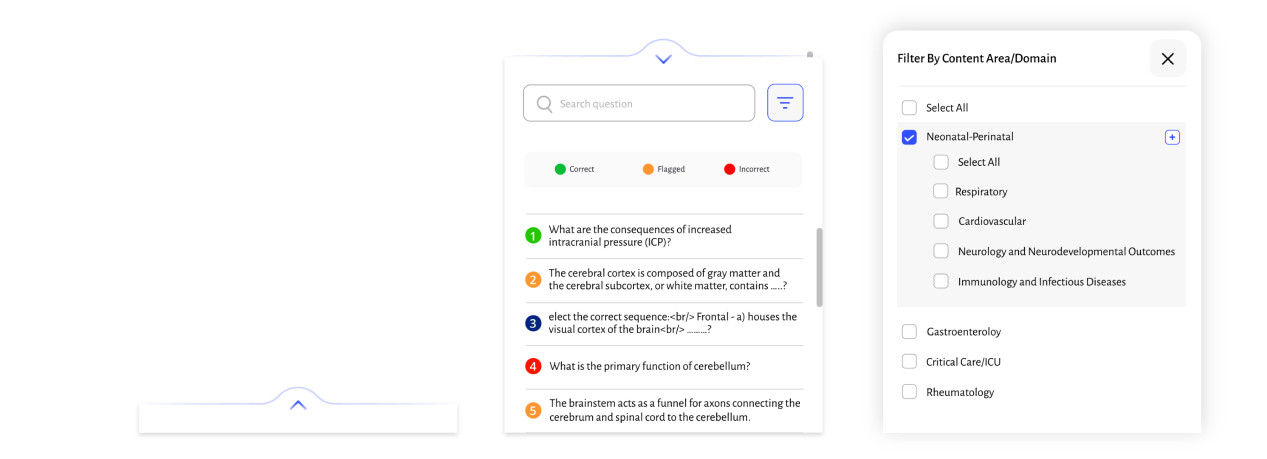 Search question
Correct
Flagged
Incorrect
1
What are the consequences of increased
intracranial pressure (ICP)?
2
The cerebral cortex is composed of gray matter and
the cerebral subcortex, or white matter, contains .....?
3
elect the correct sequence:<br/> Frontal - a) houses the
visual cortex of the brain<br/> .........?
4
What is the primary function of cerebellum?
5
The brainstem acts as a funnel for axons connecting the
cerebrum and spinal cord to the cerebellum.
Filter By Content Area/Domain
Select All
Neonatal-Perinatal
Select All
Respiratory
Cardiovascular
Neurology and Neurodevelopmental Outcomes
Immunology and Infectious Diseases
Gastroenteroloy
Critical Care/ICU
Rheumatology